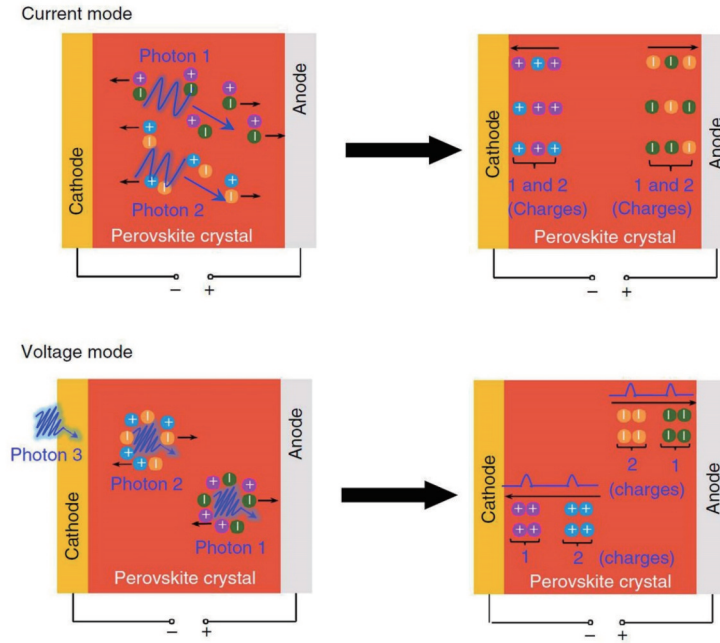 Current mode
Cathode
Photon 1
Photon 2
Perovskite crystal
Anode
− +
1 and 2
(Charges)
1 and 2
(Charges)
Perovskite crystal
Cathode
Anode
− +
Voltage mode
Photon 3
Cathode
Photon 2
Photon 1
Perovskite crystal
Anode
− +
Cathode
2 1
(charges)
1 2 (charges)
Perovskite crystal
Anode
− +